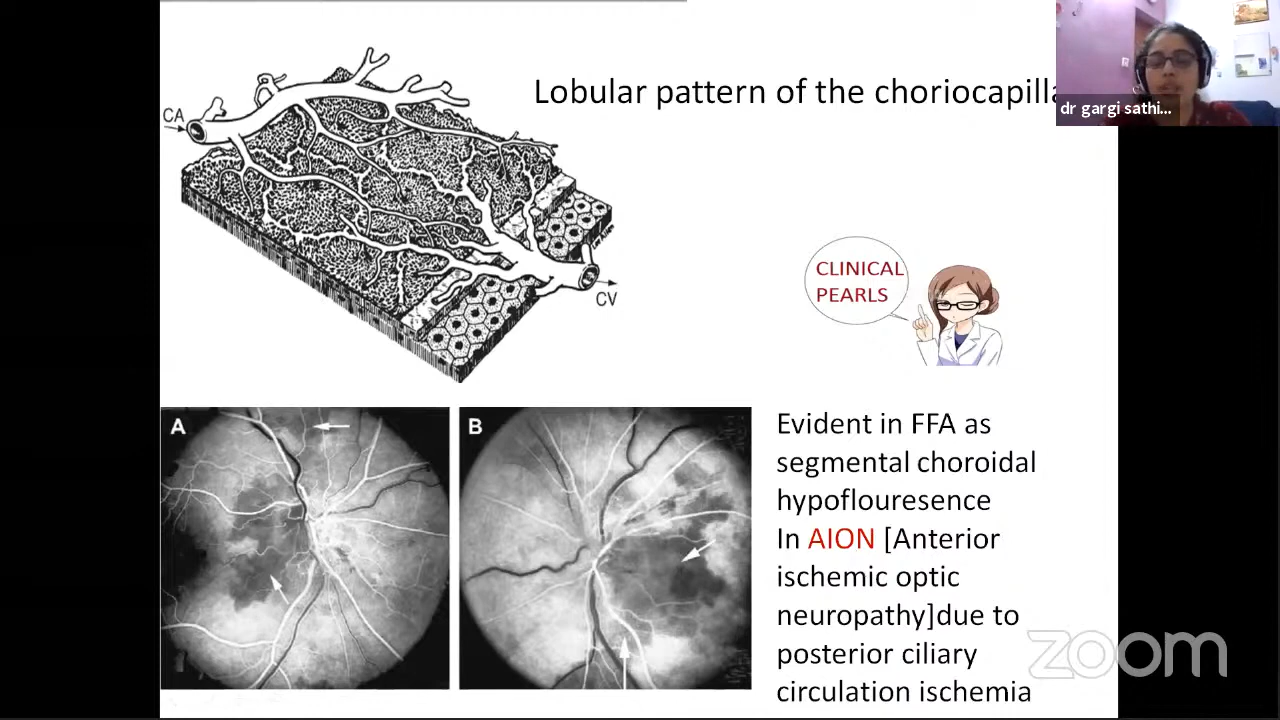 Lobular pattern of the choriocapilla
dr gargi sathi...
CA
CV
CLINICAL
PEARLS
A
B
Evident in FFA as
segmental choroidal
hypoflouresence
In AION [Anterior
ischemic optic
neuropathy]due to
posterior ciliary
circulation ischemia
zoom